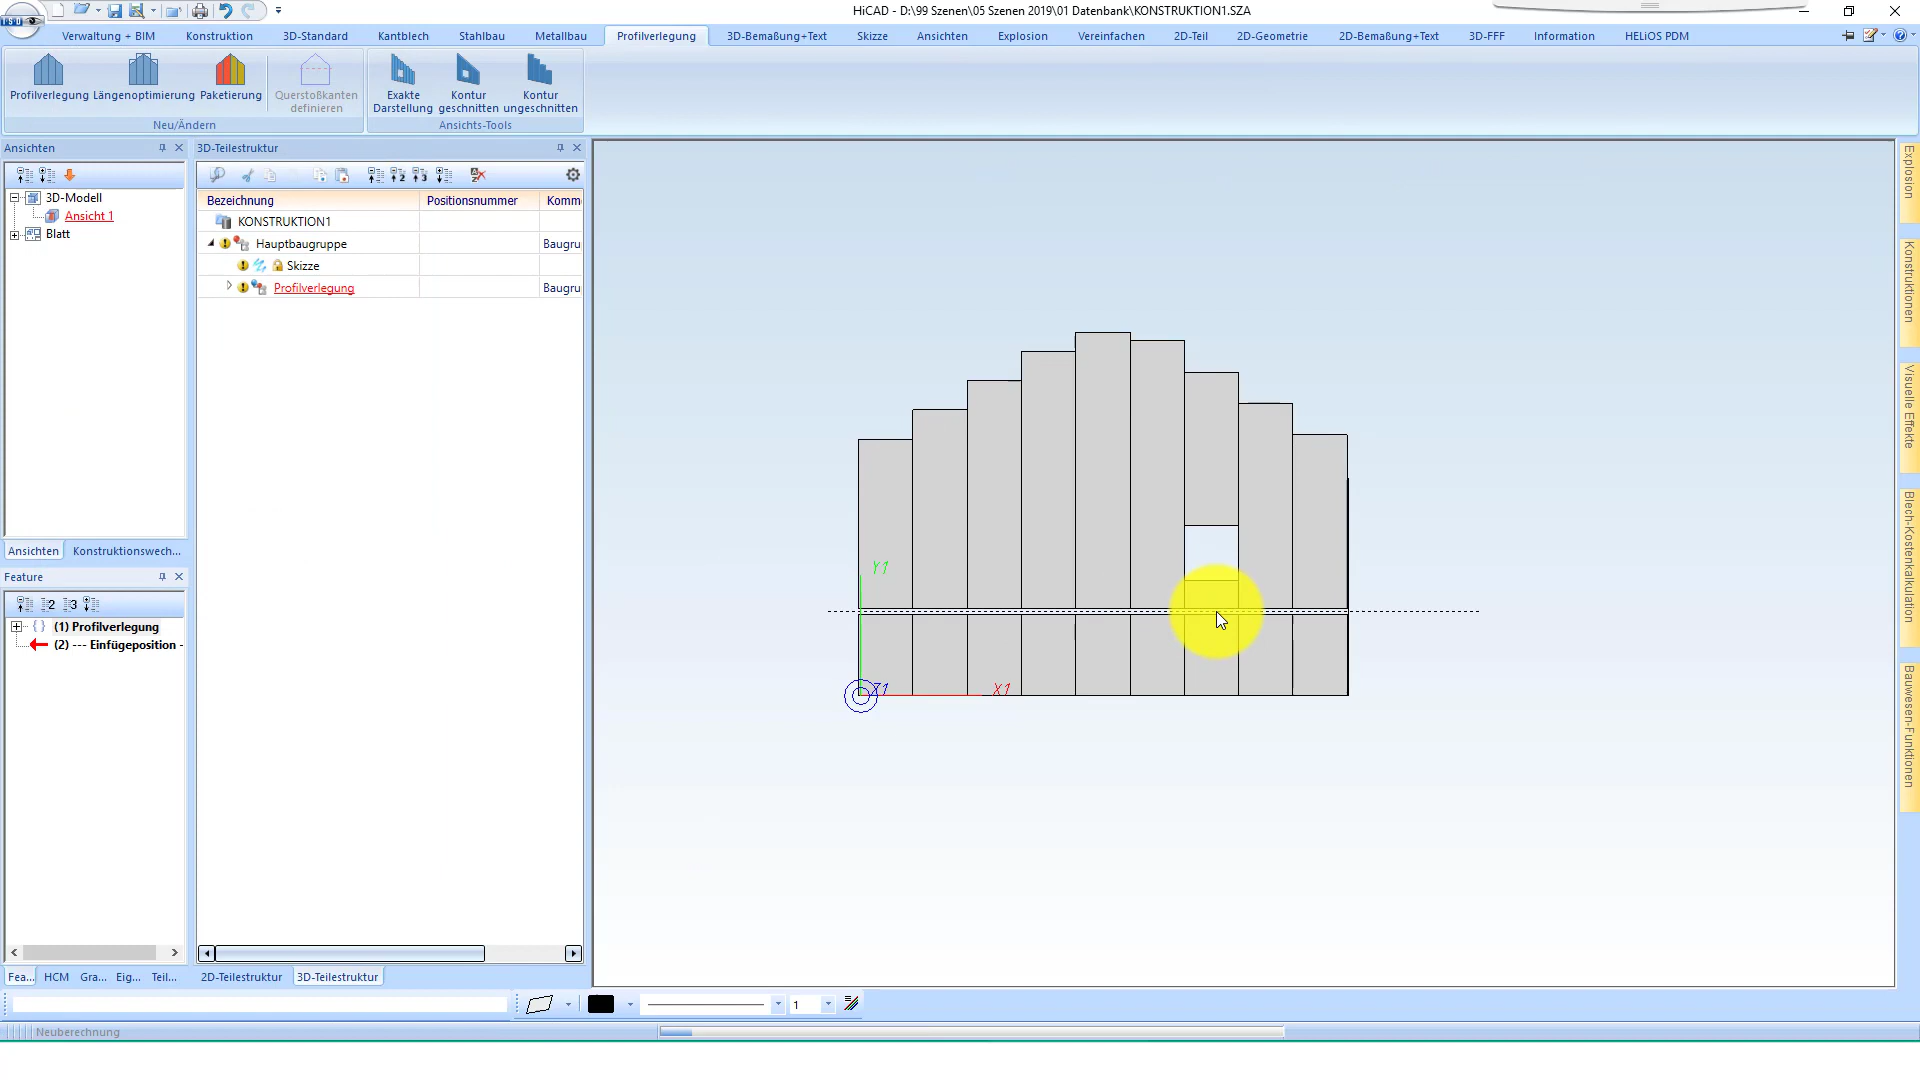 HiCAD - D:\99 Szenen\05 Szenen 2019\01 Datenbank\KONSTRUKTION1.SZA
ISD
Verwaltung + BIM
Konstruktion
3D-Standard
Kantblech
Stahlbau
Metallbau
Profilverlegung
3D-Bemaßung+Text
Skizze
Ansichten
Explosion
Vereinfachen
2D-Teil
2D-Geometrie
2D-Bemaßung+Text
3D-FFF
Information
HELiOS PDM
Profilverlegung
Längenoptimierung
Paketierung
Querstoßkanten
definieren
Exakte
Darstellung
Kontur
geschnitten
Kontur
ungeschnitten
Neu/Ändern
Ansichts-Tools
Ansichten
3D-Modell
Ansicht 1
Blatt
Ansichten
Konstruktionswech...
3D-Teilestruktur
Bezeichnung
Positionsnummer
Komm
KONSTRUKTION1
Hauptbaugruppe
Baugru
Skizze
Profilverlegung
Baugru
Feature
(1) Profilverlegung
(2) --- Einfügeposition -
Fea...
HCM
Gra...
Eig...
Teil...
2D-Teilestruktur
3D-Teilestruktur
Y1
Z1
X1
Explosion
Konstruktionen
Visuelle Effekte
Blech-Kostenkalkulation
Bauwesen-Funktionen
1
Neuberechnung